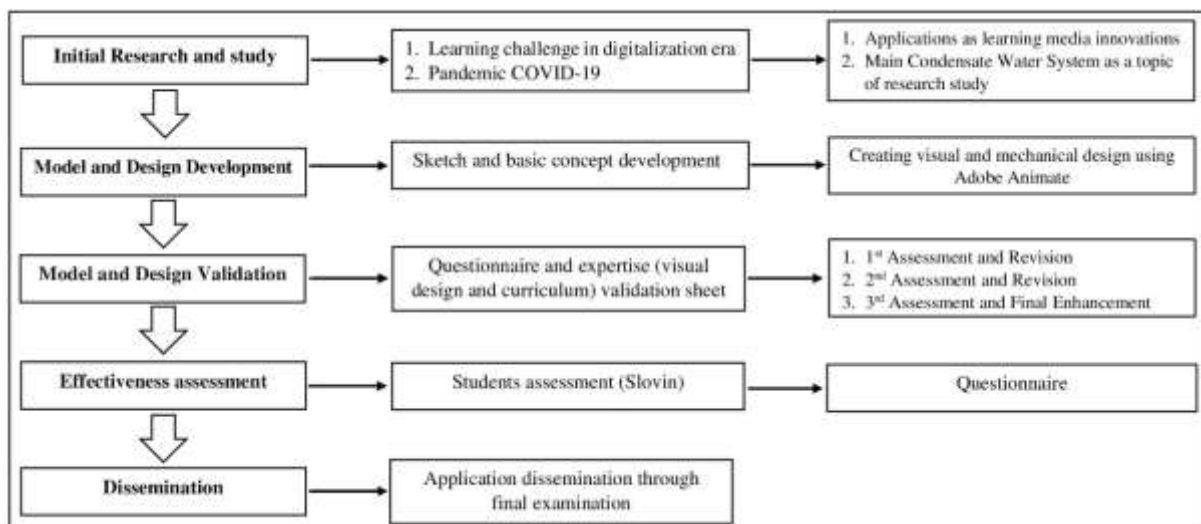 Initial Research and study
1. Learning challenge in digitalization era
2. Pandemic COVID-19
1. Applications as learning media innovations
2. Main Condensate Water System as a topic
of research study
Model and Design Development
Sketch and basic concept development
Creating visual and mechanical design using
Adobe Animate
Model and Design Validation
Questionnaire and expertise (visual
design and curriculum) validation sheet
1. 1st Assessment and Revision
2. 2nd Assessment and Revision
3. 3rd Assessment and Final Enhancement
Effectiveness assessment
Students assessment (Slovin)
Questionnaire
Dissemination
Application dissemination through
final examination